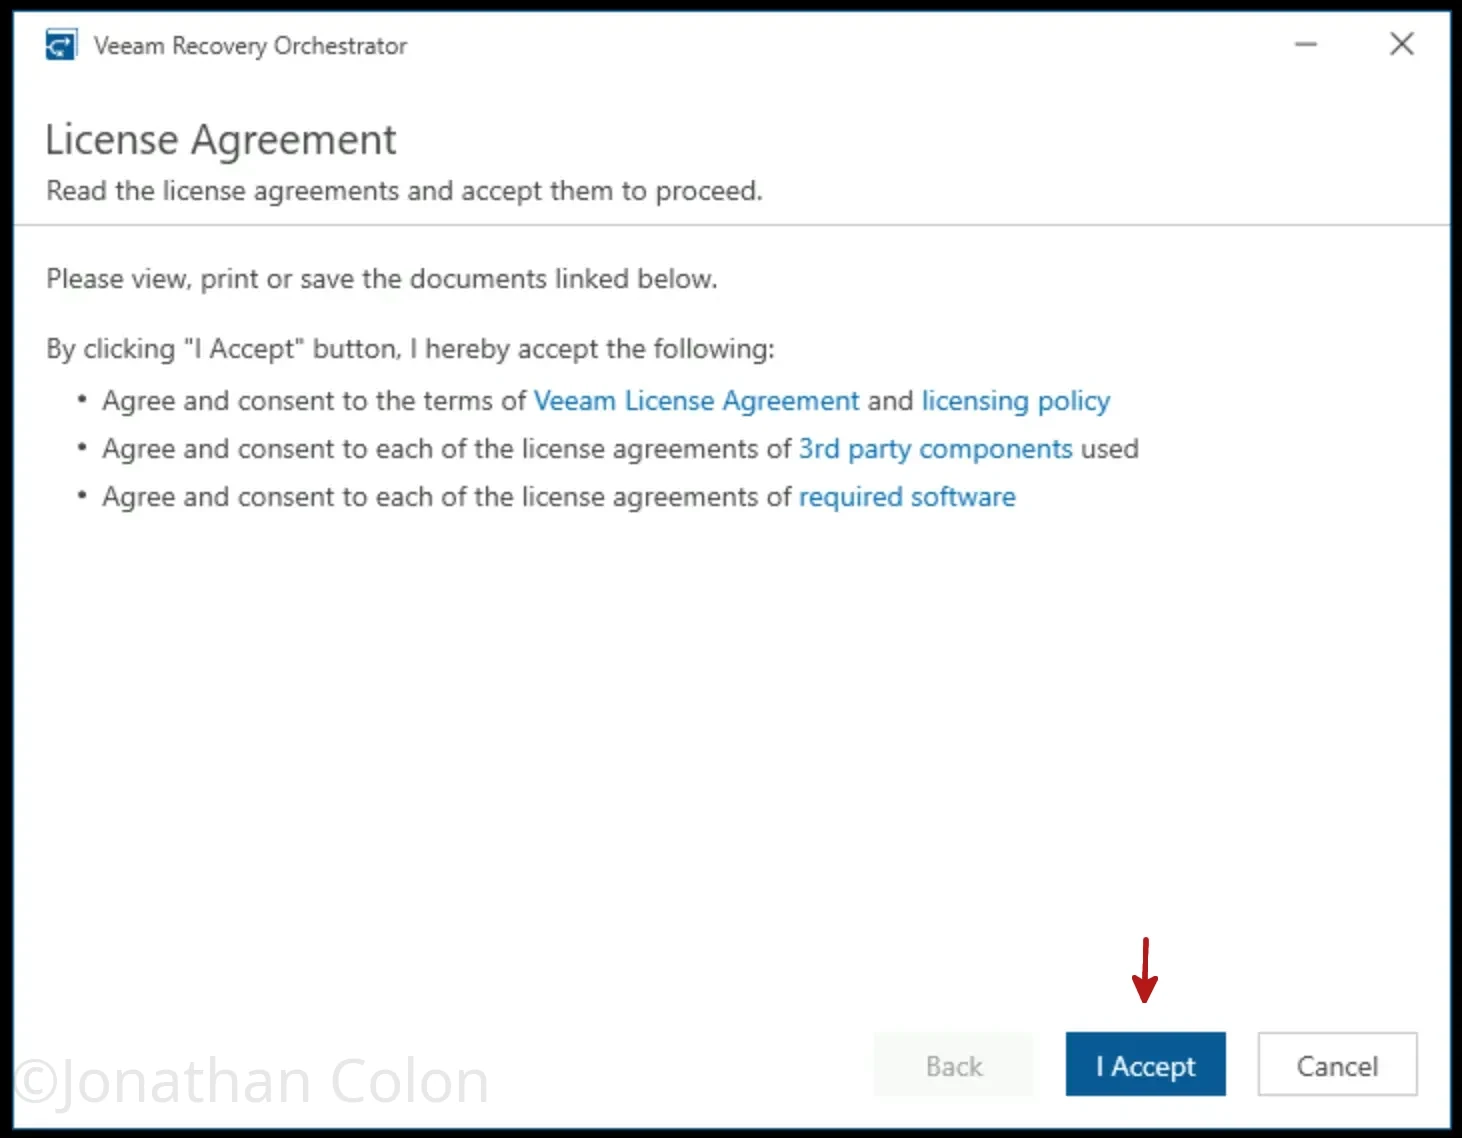 Veeam Recovery Orchestrator
License Agreement
Read the license agreements and accept them to proceed.
Please view, print or save the documents linked below.
By clicking "I Accept" button, I hereby accept the following:
• Agree and consent to the terms of Veeam License Agreement and licensing policy
• Agree and consent to each of the license agreements of 3rd party components used
• Agree and consent to each of the license agreements of required software
Back I Accept Cancel
©Jonathan Colon